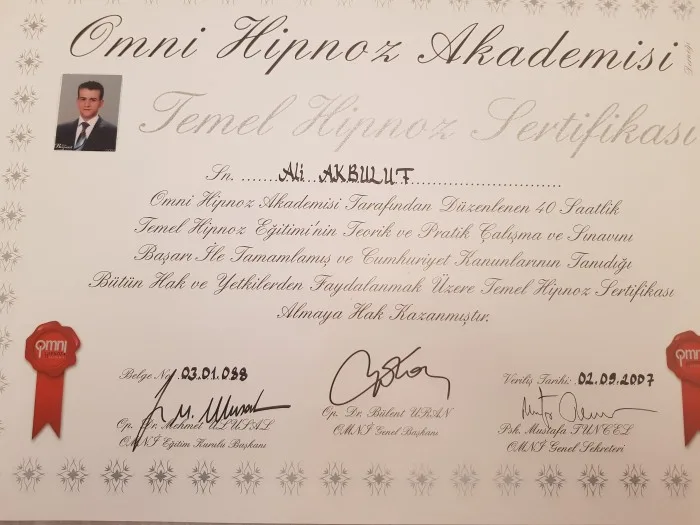 Omni Hipnoz Akademisi
Temel Hipnoz Sertifikası
Sn. ...... Ali AKBULUT ..............................
Omni Hipnoz Akademisi Tarafından Düzenlenen 40 Saatlik
Temel Hipnoz Eğitimi'nin Teorik ve Pratik Çalışma ve Sınavını
Başarı İle Tamamlamış ve Cumhuriyet Kanunlarının Tanıdığı
Bütün Hak ve Yetkilerden Faydalanmak Üzere Temel Hipnoz Sertifikası
Almaya Hak Kazanmıştır.
omni
omni
Belge No: 03.01.088
Veriliş Tarihi: 02.09.2007
Op. Dr. Mehmet ULUSAL
OMNİ Eğitim Kurulu Başkanı
Op. Dr. Bülent URAN
OMNİ Genel Başkanı
Psk. Mustafa TUNCEL
OMNİ Genel Sekreteri